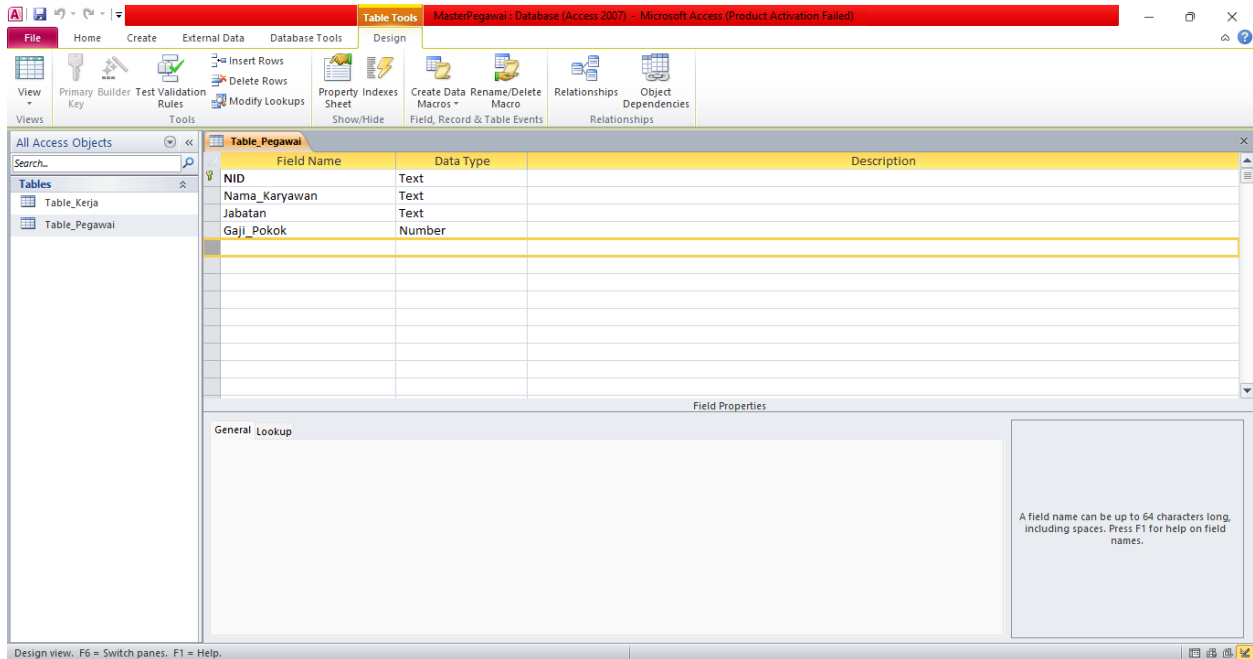 Table Tools MasterPegawai : Database (Access 2007) - Microsoft Access (Product Activation Failed)
File Home Create External Data Database Tools Design
Insert Rows
Delete Rows
Modify Lookups
View
Primary Key
Builder
Test Validation Rules
Property Sheet
Indexes
Create Data Macros
Rename/Delete Macro
Relationships
Object Dependencies
Views Tools Show/Hide Field, Record & Table Events Relationships
All Access Objects
Search...
Tables
Table_Kerja
Table_Pegawai
Table_Pegawai
Field Name Data Type Description
NID Text
Nama_Karyawan Text
Jabatan Text
Gaji_Pokok Number
Field Properties
General Lookup
A field name can be up to 64 characters long,
including spaces. Press F1 for help on field
names.
Design view. F6 = Switch panes. F1 = Help.